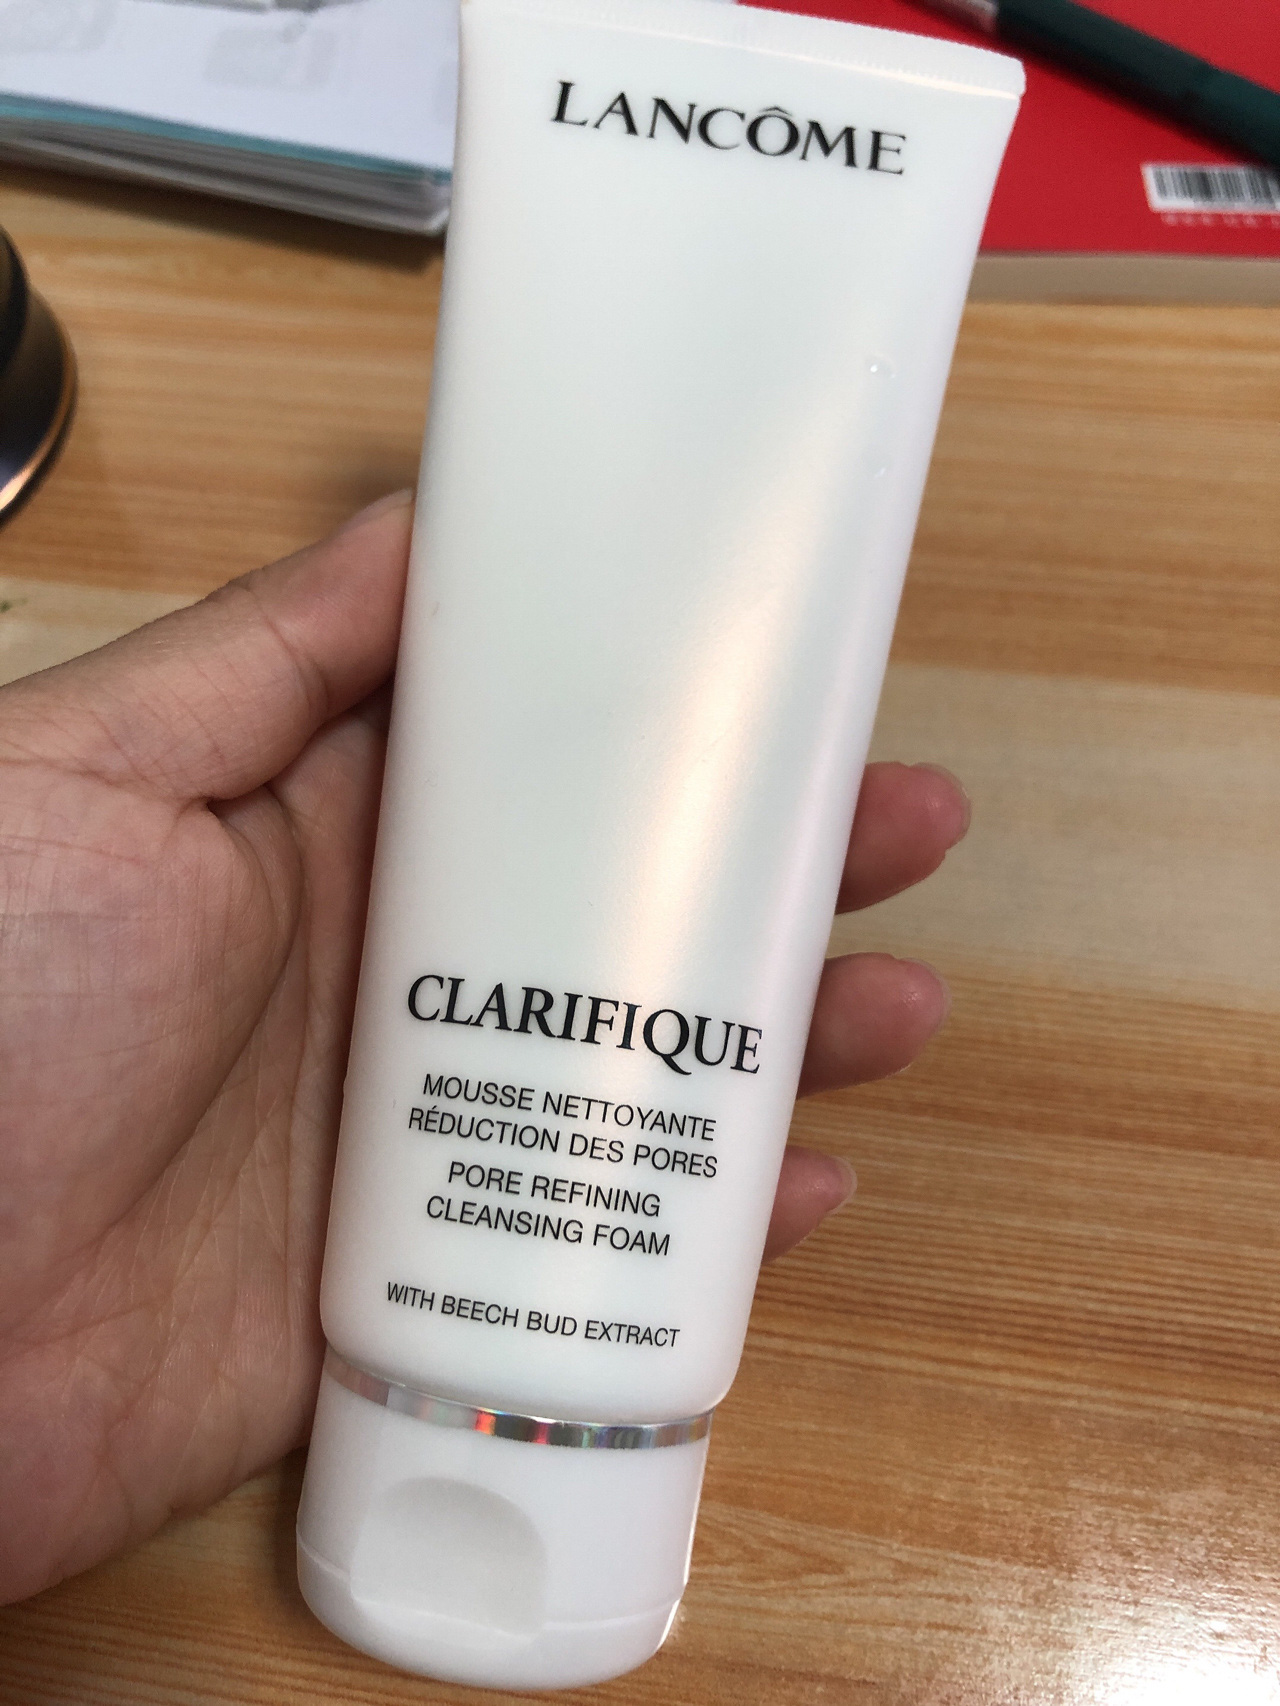 LANCÔME
CLARIFIQUE
MOUSSE NETTOYANTE
RÉDUCTION DES PORES
PORE REFINING
CLEANSING FOAM
WITH BEECH BUD EXTRACT